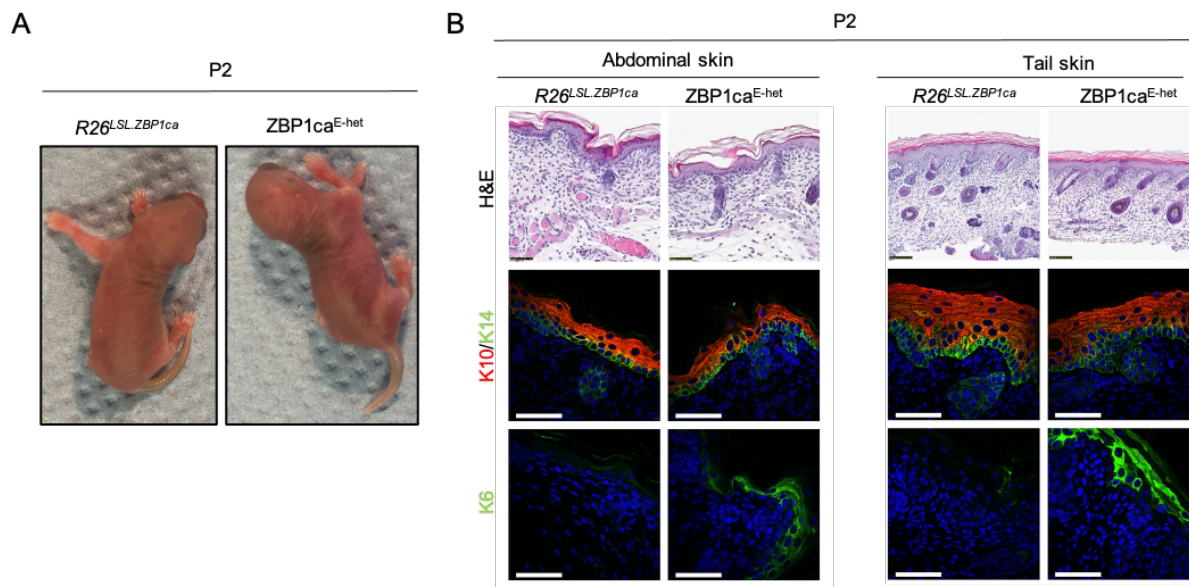 A
P2
R26LSL.ZBP1ca
ZBP1caE-het
B
P2
Abdominal skin
Tail skin
R26LSL.ZBP1ca
ZBP1caE-het
R26LSL.ZBP1ca
ZBP1caE-het
H&E
K10/K14
K6